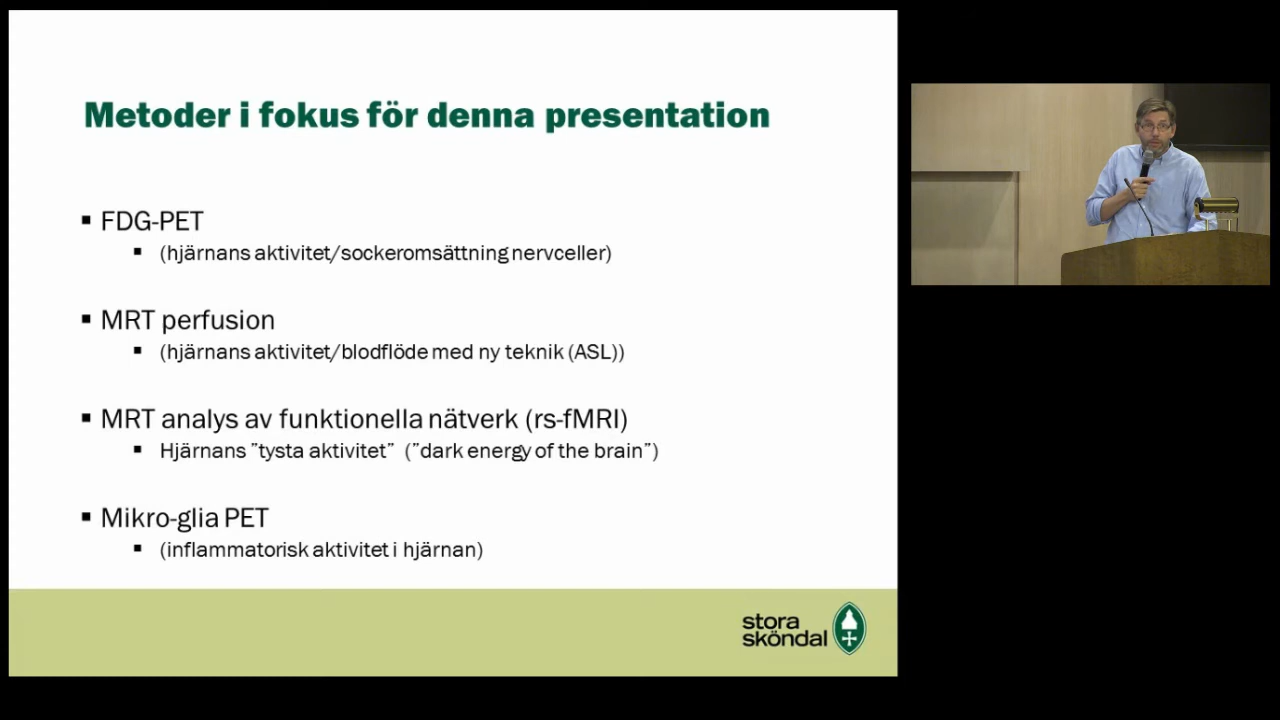 Metoder i fokus för denna presentation
FDG-PET
(hjärnans aktivitet/sockeromsättning nervceller)
MRT perfusion
(hjärnans aktivitet/blodflöde med ny teknik (ASL))
MRT analys av funktionella nätverk (rs-fMRI)
Hjärnans ”tysta aktivitet” (”dark energy of the brain”)
Mikro-glia PET
(inflammatorisk aktivitet i hjärnan)
stora
sköndal